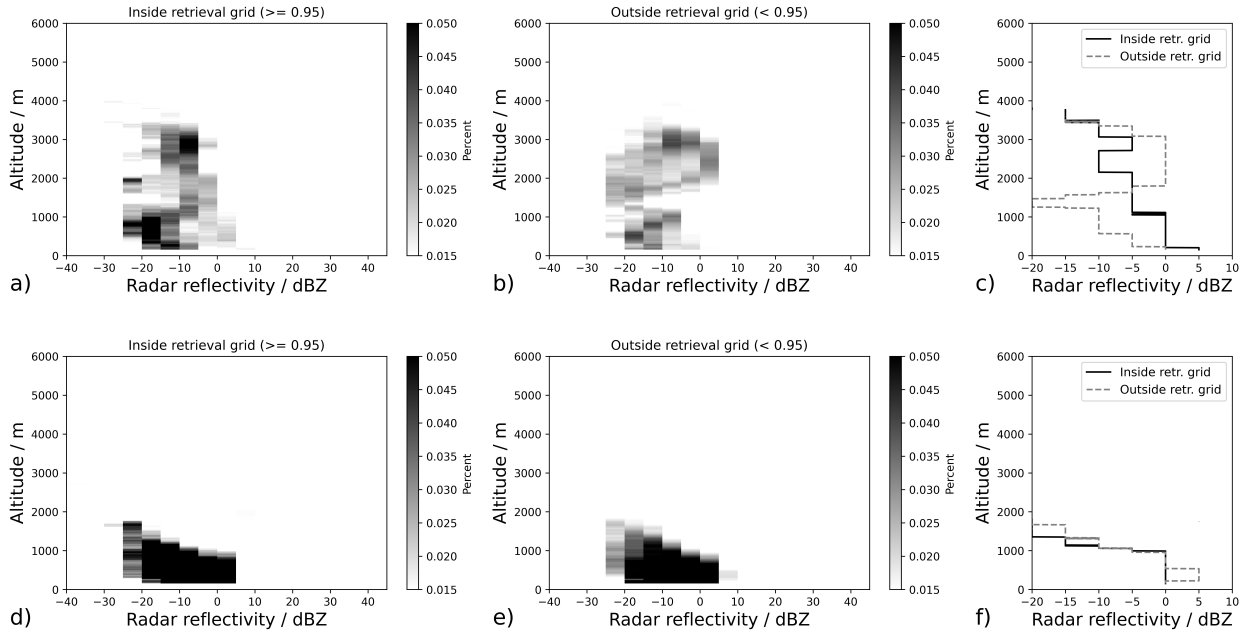 Inside retrieval grid (>= 0.95)
6000
5000
4000
3000
2000
1000
0
Altitude / m
−40 −30 −20 −10 0 10 20 30 40
Radar reflectivity / dBZ
0.050
0.045
0.040
0.035
0.030
0.025
0.020
0.015
Percent
a)
Outside retrieval grid (< 0.95)
6000
5000
4000
3000
2000
1000
0
Altitude / m
−40 −30 −20 −10 0 10 20 30 40
Radar reflectivity / dBZ
0.050
0.045
0.040
0.035
0.030
0.025
0.020
0.015
Percent
b)
Inside retr. grid
Outside retr. grid
6000
5000
4000
3000
2000
1000
0
Altitude / m
−20 −15 −10 −5 0 5 10
Radar reflectivity / dBZ
c)
Inside retrieval grid (>= 0.95)
6000
5000
4000
3000
2000
1000
0
Altitude / m
−40 −30 −20 −10 0 10 20 30 40
Radar reflectivity / dBZ
0.050
0.045
0.040
0.035
0.030
0.025
0.020
0.015
Percent
d)
Outside retrieval grid (< 0.95)
6000
5000
4000
3000
2000
1000
0
Altitude / m
−40 −30 −20 −10 0 10 20 30 40
Radar reflectivity / dBZ
0.050
0.045
0.040
0.035
0.030
0.025
0.020
0.015
Percent
e)
Inside retr. grid
Outside retr. grid
6000
5000
4000
3000
2000
1000
0
Altitude / m
−20 −15 −10 −5 0 5 10
Radar reflectivity / dBZ
f)